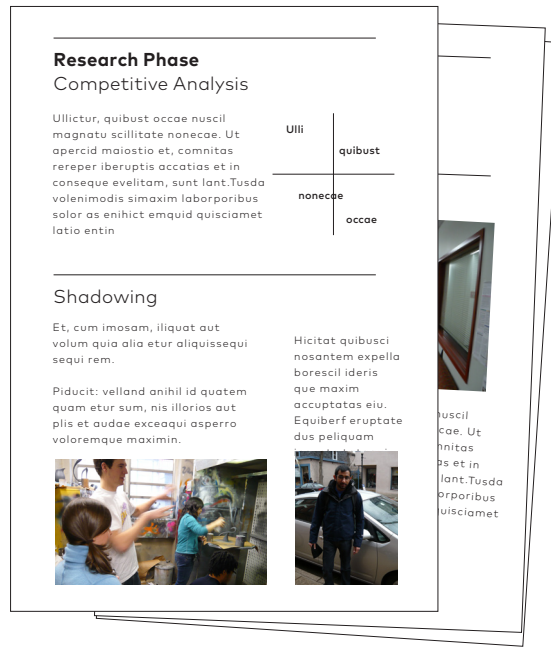 Research Phase
Competitive Analysis
Ullictur, quibust occae nuscil
magnatu scillitate nonecae. Ut
apercid maiostio et, comnitas
rereper iberuptis accatias et in
conseque evelitam, sunt lant.Tusda
volenimodis simaxim laborporibus
solor as enihict emquid quisciamet
latio entin
Ulli
quibust
nonecae
occae
Shadowing
Et, cum imosam, iliquat aut
volum quia alia etur aliquissequi
sequi rem.
Piducit: velland anihil id quatem
quam etur sum, nis illorios aut
plis et audae exceaqui asperro
voloremque maximin.
Hicitat quibusci
nosantem expella
borescil ideris
que maxim
accuptatas eiu.
Equiberf eruptate
dus peliquam
uscil
cae. Ut
nnitas
as et in
lant.Tusda
orporibus
uisciamet